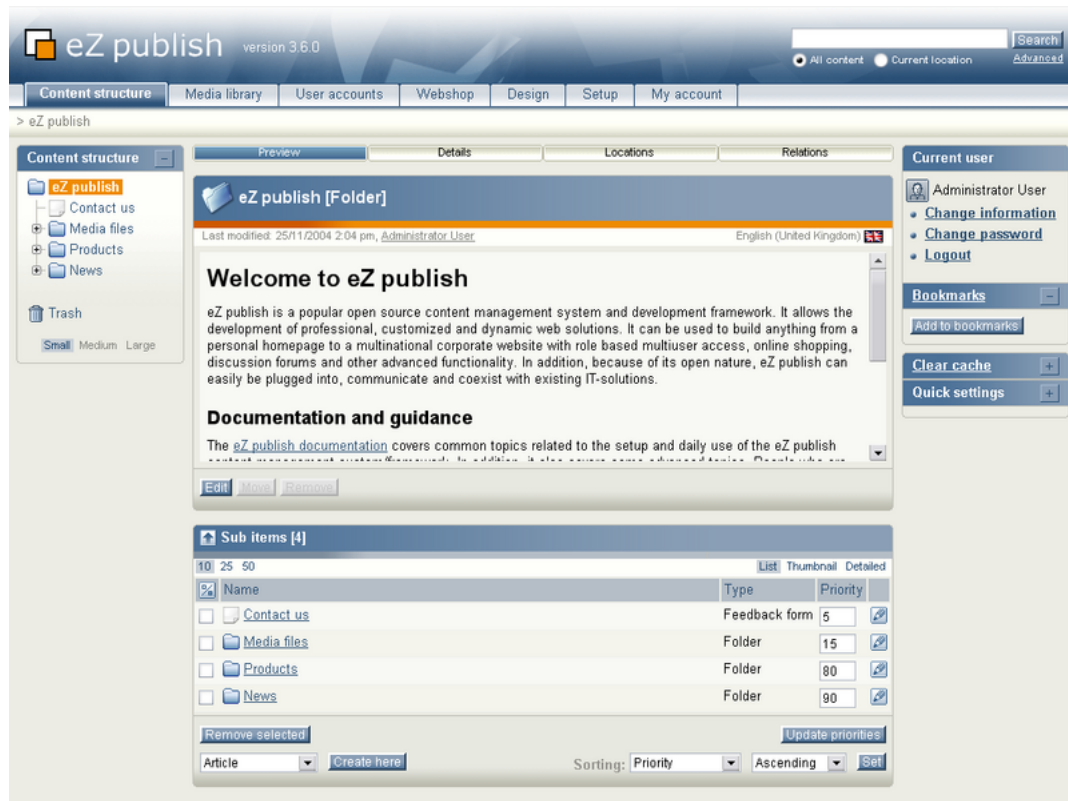 eZ publish version 3.6.0
Search
All content Current location Advanced
Content structure Media library User accounts Webshop Design Setup My account
> eZ publish
Content structure
eZ publish
Contact us
Media files
Products
News
Trash
Small Medium Large
Preview Details Locations Relations
eZ publish [Folder]
Last modified: 25/11/2004 2:04 pm, Administrator User English (United Kingdom)
Welcome to eZ publish
eZ publish is a popular open source content management system and development framework. It allows the
development of professional, customized and dynamic web solutions. It can be used to build anything from a
personal homepage to a multinational corporate website with role based multiuser access, online shopping,
discussion forums and other advanced functionality. In addition, because of its open nature, eZ publish can
easily be plugged into, communicate and coexist with existing IT-solutions.
Documentation and guidance
The eZ publish documentation covers common topics related to the setup and daily use of the eZ publish
Edit Move Remove
Sub items [4]
10 25 50 List Thumbnail Detailed
Name Type Priority
Contact us Feedback form 5
Media files Folder 15
Products Folder 80
News Folder 90
Remove selected Update priorities
Article Create here Sorting: Priority Ascending Set
Current user
Administrator User
Change information
Change password
Logout
Bookmarks
Add to bookmarks
Clear cache
Quick settings